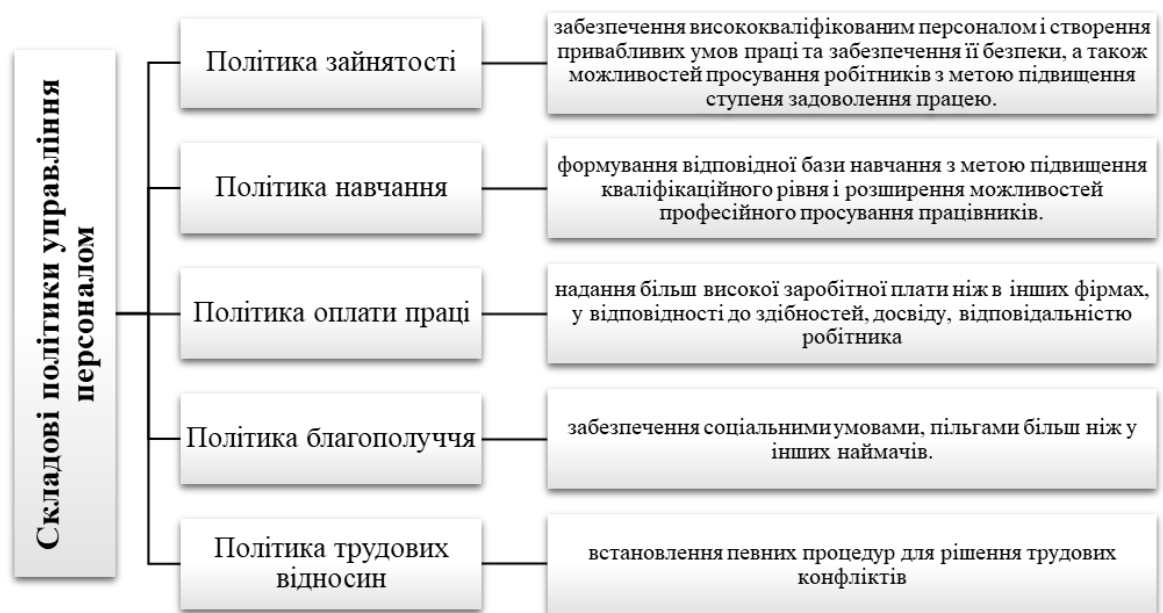 Складові політики управління
персоналом
Політика зайнятості
забезпечення висококваліфікованим персоналом і створення
привабливих умов праці та забезпечення її безпеки, а також
можливостей просування робітників з метою підвищення
ступеня задоволення працею.
Політика навчання
формування відповідної бази навчання з метою підвищення
кваліфікаційного рівня і розширення можливостей
професійного просування працівників.
Політика оплати праці
надання більш високої заробітної плати ніж в інших фірмах,
у відповідності до здібностей, досвіду, відповідальністю
робітника
Політика благополуччя
забезпечення соціальними умовами, пільгами більш ніж у
інших наймачів.
Політика трудових
відносин
встановлення певних процедур для рішення трудових
конфліктів